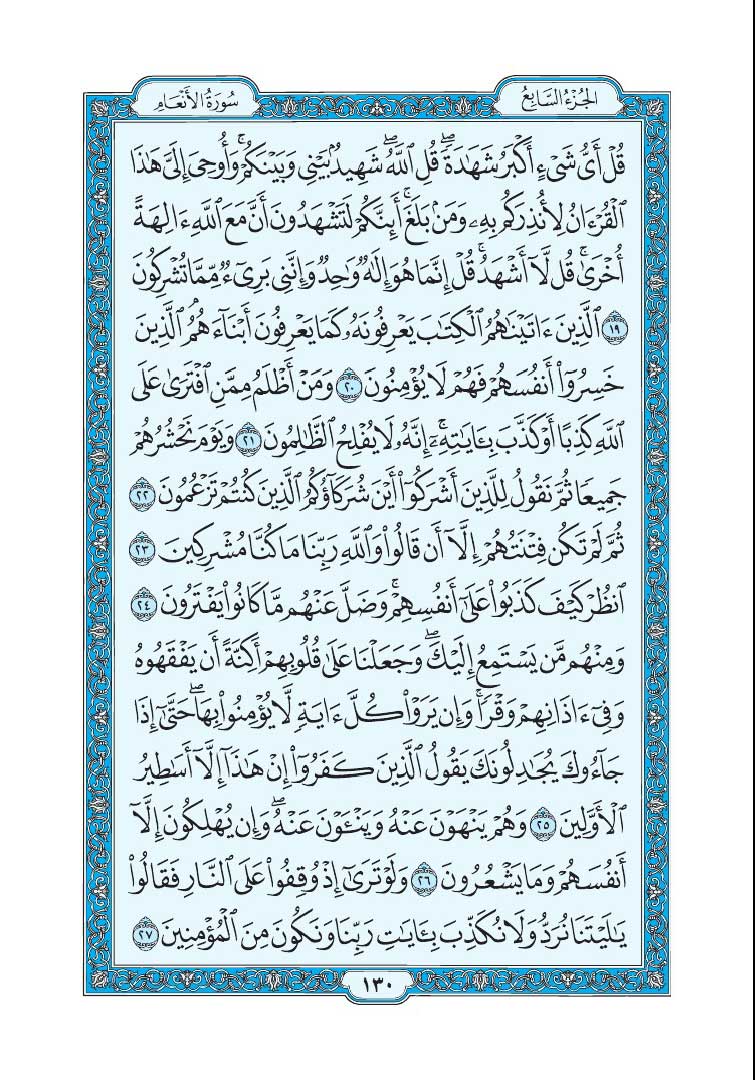 الجُزْءُ السَّابِعُ
سُورَةُ الأَنْعَامِ
قُلۡ أَيُّ شَيۡءٍ أَكۡبَرُ شَهَٰدَةٗۖ قُلِ ٱللَّهُۖ شَهِيدُۢ بَيۡنِي وَبَيۡنَكُمۡۚ وَأُوحِيَ إِلَيَّ هَٰذَا
ٱلۡقُرۡءَانُ لِأُنذِرَكُم بِهِۦ وَمَنۢ بَلَغَۚ أَئِنَّكُمۡ لَتَشۡهَدُونَ أَنَّ مَعَ ٱللَّهِ ءَالِهَةً
أُخۡرَىٰۚ قُل لَّآ أَشۡهَدُۚ قُلۡ إِنَّمَا هُوَ إِلَٰهٞ وَٰحِدٞ وَإِنَّنِي بَرِيٓءٞ مِّمَّا تُشۡرِكُونَ
١٩ ٱلَّذِينَ ءَاتَيۡنَٰهُمُ ٱلۡكِتَٰبَ يَعۡرِفُونَهُۥ كَمَا يَعۡرِفُونَ أَبۡنَآءَهُمُۘ ٱلَّذِينَ
خَسِرُوٓاْ أَنفُسَهُمۡ فَهُمۡ لَا يُؤۡمِنُونَ ٢٠ وَمَنۡ أَظۡلَمُ مِمَّنِ ٱفۡتَرَىٰ عَلَى
ٱللَّهِ كَذِبًا أَوۡ كَذَّبَ بِـَٔايَٰتِهِۦٓۚ إِنَّهُۥ لَا يُفۡلِحُ ٱلظَّٰلِمُونَ ٢١ وَيَوۡمَ نَحۡشُرُهُمۡ
جَمِيعٗا ثُمَّ نَقُولُ لِلَّذِينَ أَشۡرَكُوٓاْ أَيۡنَ شُرَكَآؤُكُمُ ٱلَّذِينَ كُنتُمۡ تَزۡعُمُونَ ٢٢
ثُمَّ لَمۡ تَكُن فِتۡنَتُهُمۡ إِلَّآ أَن قَالُواْ وَٱللَّهِ رَبِّنَا مَا كُنَّا مُشۡرِكِينَ ٢٣
ٱنظُرۡ كَيۡفَ كَذَبُواْ عَلَىٰٓ أَنفُسِهِمۡۚ وَضَلَّ عَنۡهُم مَّا كَانُواْ يَفۡتَرُونَ ٢٤
وَمِنۡهُم مَّن يَسۡتَمِعُ إِلَيۡكَۖ وَجَعَلۡنَا عَلَىٰ قُلُوبِهِمۡ أَكِنَّةً أَن يَفۡقَهُوهُ
وَفِيٓ ءَاذَانِهِمۡ وَقۡرٗاۚ وَإِن يَرَوۡاْ كُلَّ ءَايَةٖ لَّا يُؤۡمِنُواْ بِهَاۖ حَتَّىٰٓ إِذَا
جَآءُوكَ يُجَٰدِلُونَكَ يَقُولُ ٱلَّذِينَ كَفَرُوٓاْ إِنۡ هَٰذَآ إِلَّآ أَسَٰطِيرُ
ٱلۡأَوَّلِينَ ٢٥ وَهُمۡ يَنۡهَوۡنَ عَنۡهُ وَيَنۡـَٔوۡنَ عَنۡهُۖ وَإِن يُهۡلِكُونَ إِلَّآ
أَنفُسَهُمۡ وَمَا يَشۡعُرُونَ ٢٦ وَلَوۡ تَرَىٰٓ إِذۡ وُقِفُواْ عَلَى ٱلنَّارِ فَقَالُواْ
يَٰلَيۡتَنَا نُرَدُّ وَلَا نُكَذِّبَ بِـَٔايَٰتِ رَبِّنَا وَنَكُونَ مِنَ ٱلۡمُؤۡمِنِينَ ٢٧
١٣٠